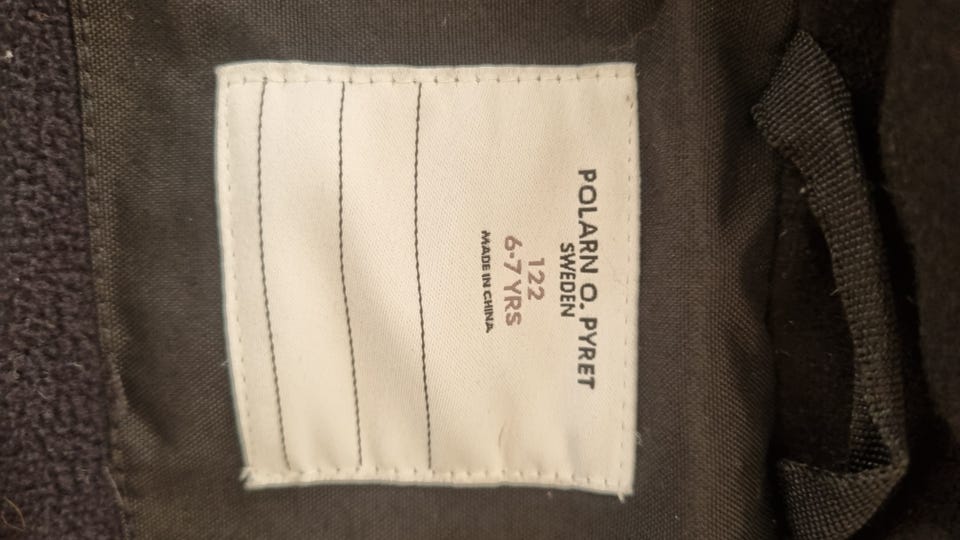 POLARN O. PYRET
SWEDEN
122
6-7 YRS
MADE IN CHINA